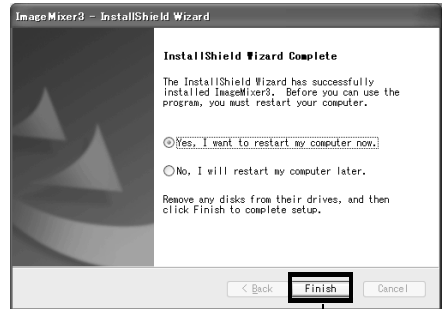 ImageMixer3 - InstallShield Wizard
InstallShield Wizard Complete
The InstallShield Wizard has successfully
installed ImageMixer3. Before you can use the
program, you must restart your computer.
Yes, I want to restart my computer now.
No, I will restart my computer later.
Remove any disks from their drives, and then
click Finish to complete setup.
< Back Finish Cancel